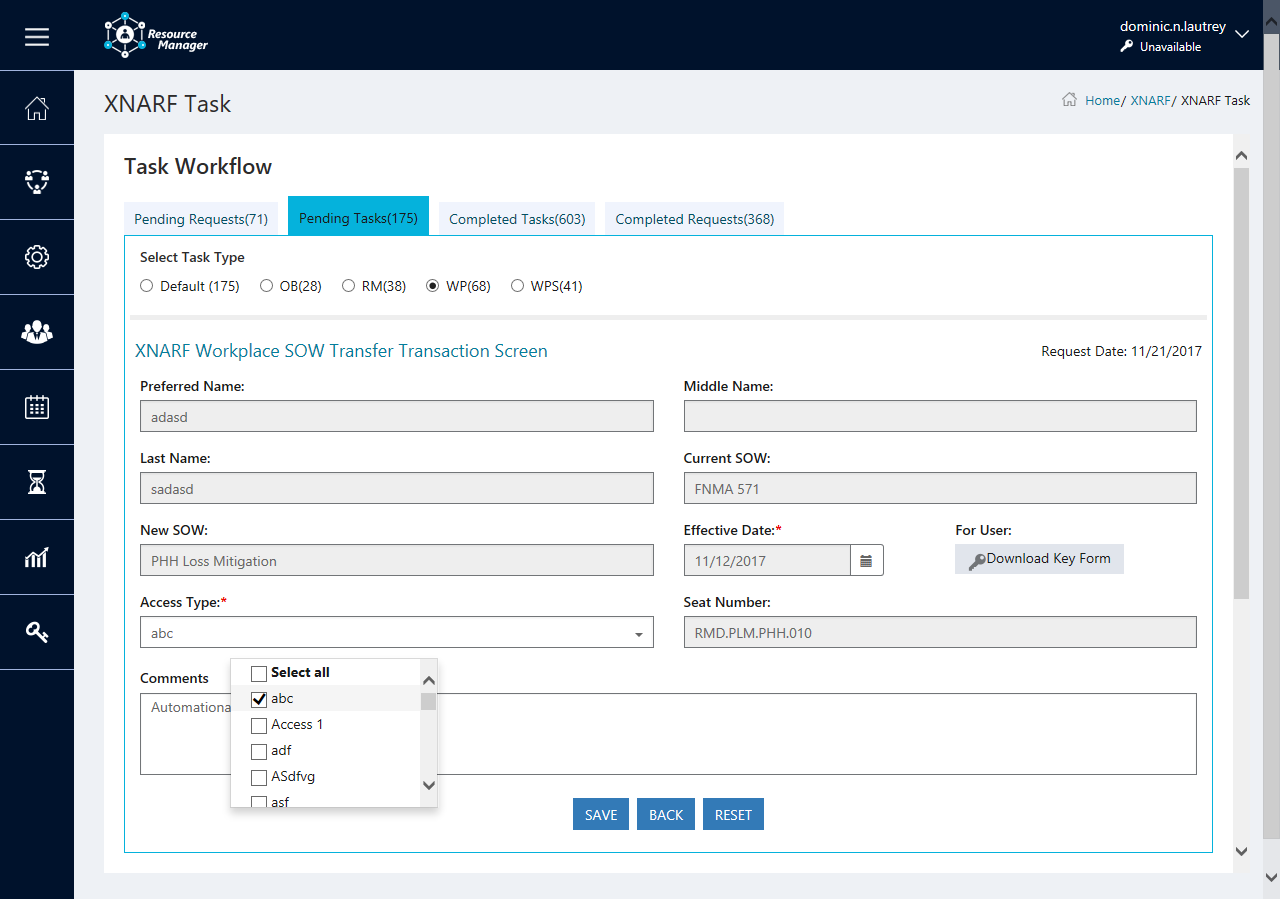 Resource Manager
dominic.n.lautrey
Unavailable
XNARF Task
Home/ XNARF/ XNARF Task
Task Workflow
Pending Requests(71) Pending Tasks(175) Completed Tasks(603) Completed Requests(368)
Select Task Type
Default (175) OB(28) RM(38) WP(68) WPS(41)
XNARF Workplace SOW Transfer Transaction Screen
Request Date: 11/21/2017
Preferred Name: Middle Name:
adasd
Last Name: Current SOW:
sadasd FNMA 571
New SOW: Effective Date:* For User:
PHH Loss Mitigation 11/12/2017 Download Key Form
Access Type:* Seat Number:
abc RMD.PLM.PHH.010
Comments
Automationa
Select all
abc
Access 1
adf
ASdfvg
asf
SAVE BACK RESET